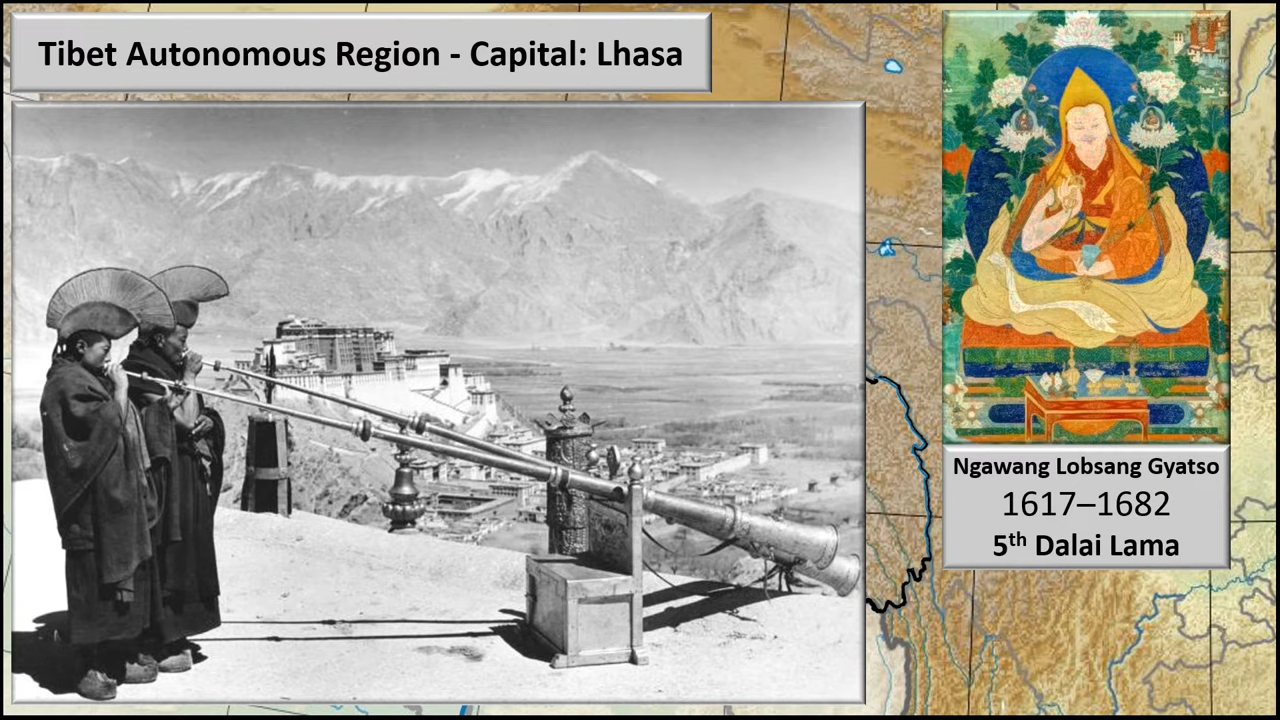 Tibet Autonomous Region - Capital: Lhasa
Ngawang Lobsang Gyatso
1617–1682
5th Dalai Lama